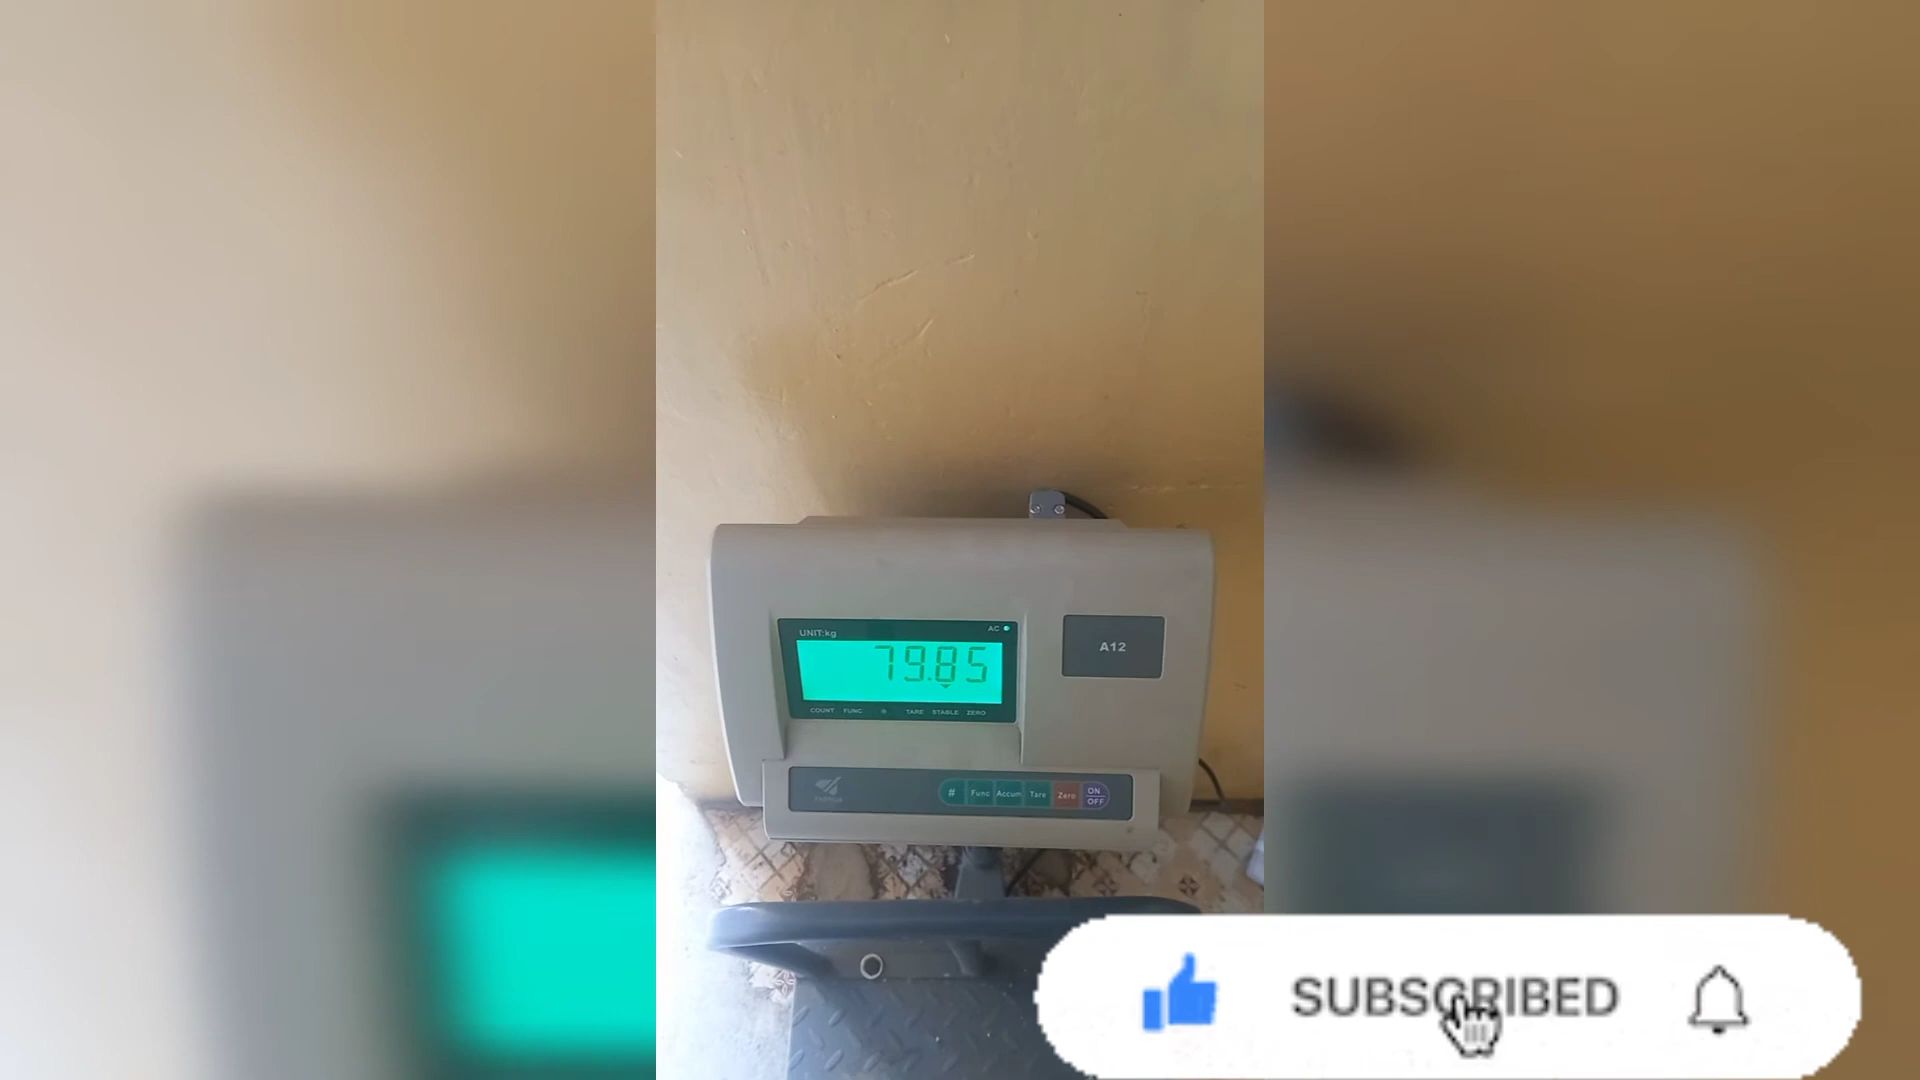 UNIT:kg
AC
79.85
COUNT FUNC ※ TARE STABLE ZERO
A12
# Func Accum Tare Zero ON OFF
SUBSCRIBED